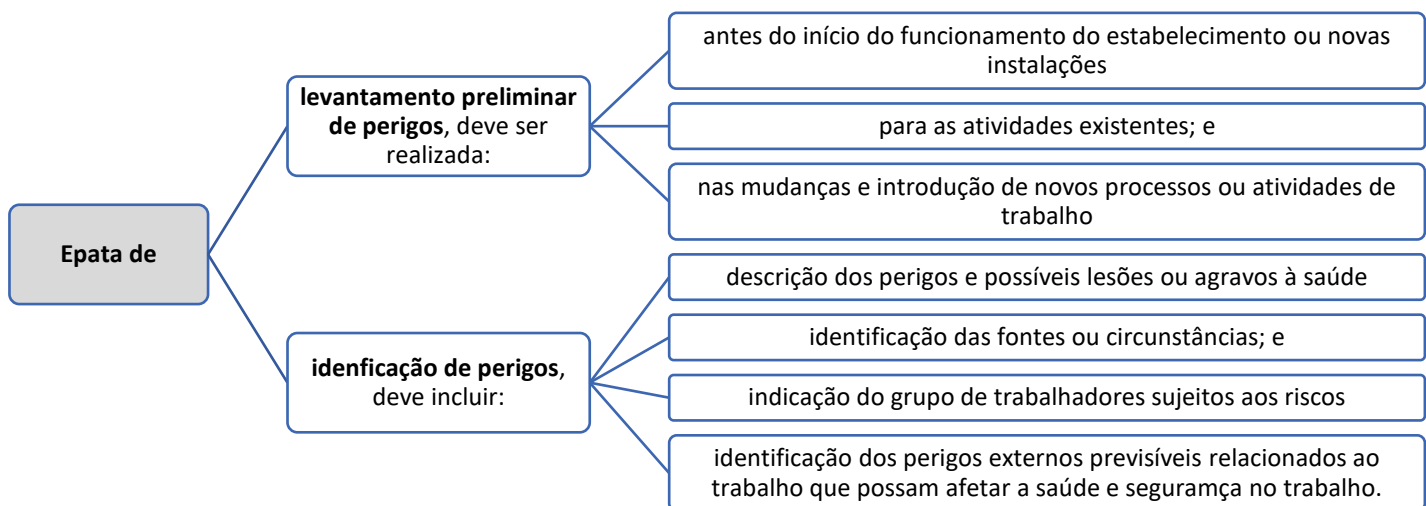 Epata de
levantamento preliminar
de perigos, deve ser
realizada:
antes do início do funcionamento do estabelecimento ou novas
instalações
para as atividades existentes; e
nas mudanças e introdução de novos processos ou atividades de
trabalho
idenficação de perigos,
deve incluir:
descrição dos perigos e possíveis lesões ou agravos à saúde
identificação das fontes ou circunstâncias; e
indicação do grupo de trabalhadores sujeitos aos riscos
identificação dos perigos externos previsíveis relacionados ao
trabalho que possam afetar a saúde e seguramça no trabalho.